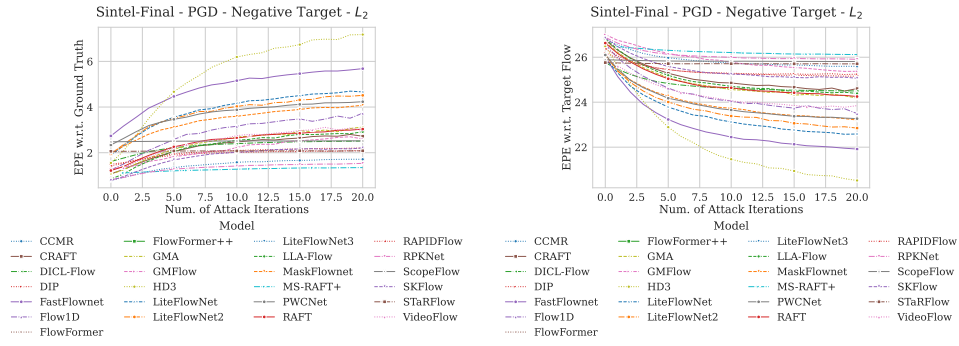 Sintel-Final - PGD - Negative Target - L2
EPE w.r.t. Ground Truth
6
4
2
0.0 2.5 5.0 7.5 10.0 12.5 15.0 17.5 20.0
Num. of Attack Iterations
Model
CCMR FlowFormer++ LiteFlowNet3 RAPIDFlow
CRAFT GMA LLA-Flow RPKNet
DICL-Flow GMFlow MaskFlownet ScopeFlow
DIP HD3 MS-RAFT+ SKFlow
FastFlownet LiteFlowNet PWCNet STaRFlow
Flow1D LiteFlowNet2 RAFT VideoFlow
FlowFormer
Sintel-Final - PGD - Negative Target - L2
EPE w.r.t. Target Flow
26
24
22
0.0 2.5 5.0 7.5 10.0 12.5 15.0 17.5 20.0
Num. of Attack Iterations
Model
CCMR FlowFormer++ LiteFlowNet3 RAPIDFlow
CRAFT GMA LLA-Flow RPKNet
DICL-Flow GMFlow MaskFlownet ScopeFlow
DIP HD3 MS-RAFT+ SKFlow
FastFlownet LiteFlowNet PWCNet STaRFlow
Flow1D LiteFlowNet2 RAFT VideoFlow
FlowFormer